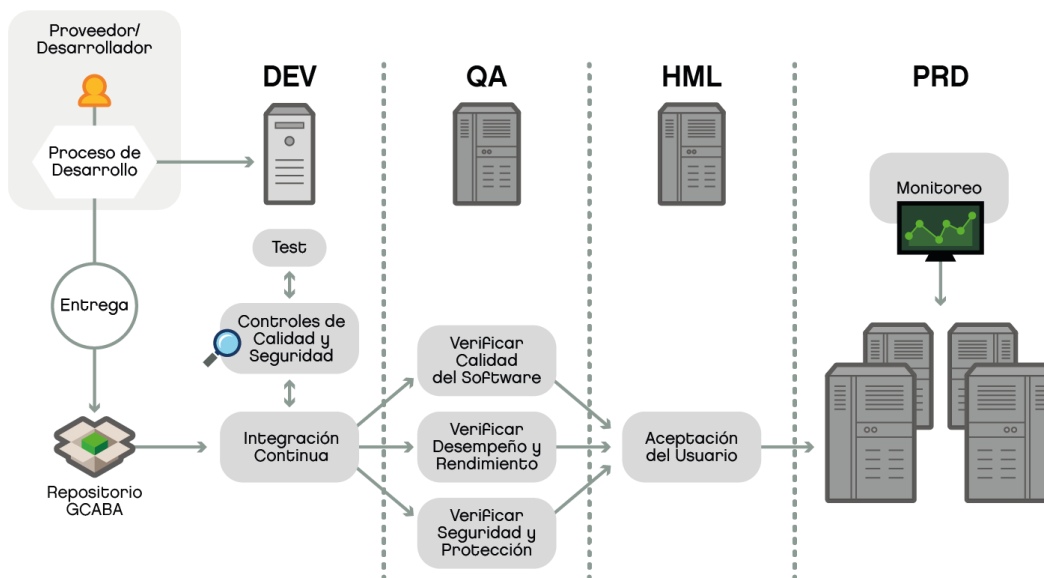 Proveedor/
Desarrollador
Proceso de
Desarrollo
Entrega
Repositorio
GCABA
DEV
Test
Controles de
Calidad y
Seguridad
Integración
Continua
QA
Verificar
Calidad
del Software
Verificar
Desempeño y
Rendimiento
Verificar
Seguridad y
Protección
HML
Aceptación
del Usuario
PRD
Monitoreo